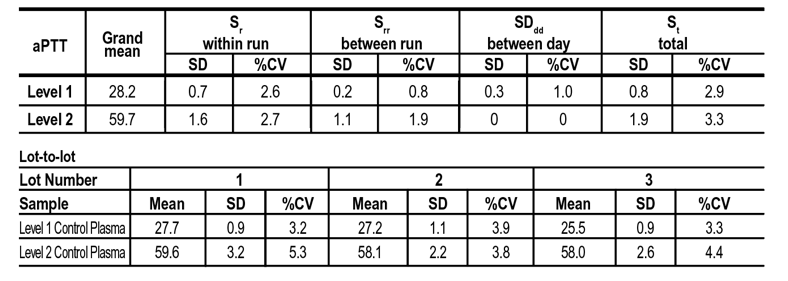 aPTT Grand mean S_r within run S_rr between run SD_dd between day S_t total
SD %CV SD %CV SD %CV SD %CV
Level 1 28.2 0.7 2.6 0.2 0.8 0.3 1.0 0.8 2.9
Level 2 59.7 1.6 2.7 1.1 1.9 0 0 1.9 3.3
Lot-to-lot
Lot Number 1 2 3
Sample Mean SD %CV Mean SD %CV Mean SD %CV
Level 1 Control Plasma 27.7 0.9 3.2 27.2 1.1 3.9 25.5 0.9 3.3
Level 2 Control Plasma 59.6 3.2 5.3 58.1 2.2 3.8 58.0 2.6 4.4